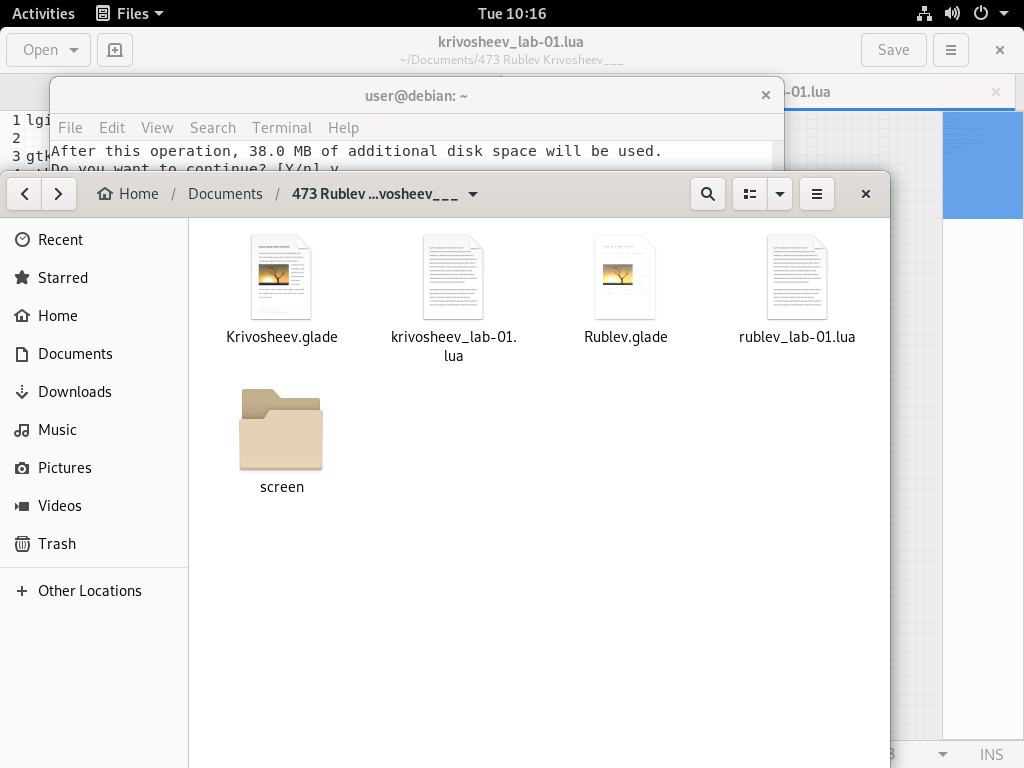 Activities Files Tue 10:16
Open krivosheev_lab-01.lua Save
~/Documents/473 Rublev Krivosheev___
-01.lua
user@debian: ~
File Edit View Search Terminal Help
1 lgi
2
3 gtk
After this operation, 38.0 MB of additional disk space will be used.
Do you want to continue? [Y/n] y
Home / Documents / 473 Rublev ...vosheev___
Recent
Starred
Home
Documents
Downloads
Music
Pictures
Videos
Trash
Other Locations
Krivosheev.glade
krivosheev_lab-01.
lua
Rublev.glade
rublev_lab-01.lua
screen
INS